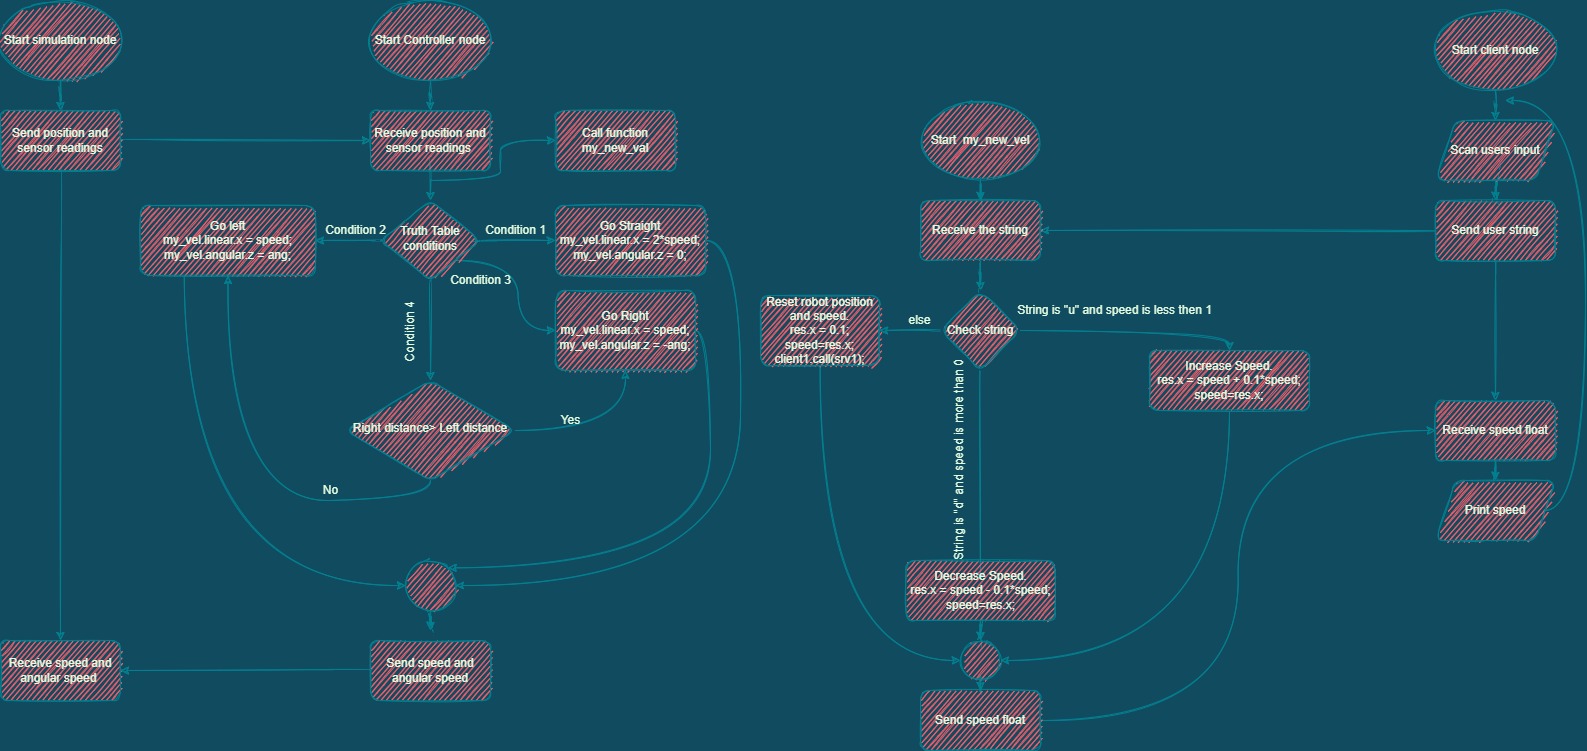 Start simulation node
Send position and
sensor readings
Receive speed and
angular speed
Start Controller node
Receive position and
sensor readings
Call function
my_new_val
Truth Table
conditions
Condition 2
Go left
my_vel.linear.x = speed;
my_vel.angular.z = ang;
Condition 1
Go Straight
my_vel.linear.x = 2*speed;
my_vel.angular.z = 0;
Condition 3
Go Right
my_vel.linear.x = speed;
my_vel.angular.z = -ang;
Condition 4
Right distance> Left distance
Yes
No
Send speed and
angular speed
Start my_new_vel
Receive the string
Check string
else
Reset robot position
and speed.
res.x = 0.1;
speed=res.x;
client1.call(srv1);
String is "u" and speed is less then 1
Increase Speed.
res.x = speed + 0.1*speed;
speed=res.x;
String is "d" and speed is more than 0
Decrease Speed.
res.x = speed - 0.1*speed;
speed=res.x;
Send speed float
Start client node
Scan users input
Send user string
Receive speed float
Print speed